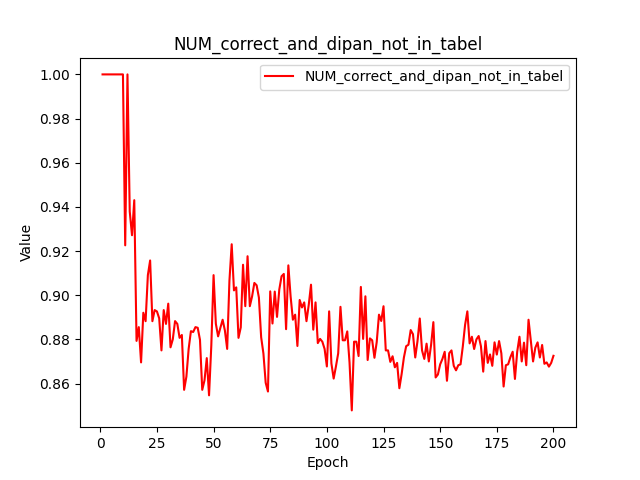 NUM_correct_and_dipan_not_in_tabel
NUM_correct_and_dipan_not_in_tabel
1.00
0.98
0.96
0.94
0.92
0.90
0.88
0.86
Value
0 25 50 75 100 125 150 175 200
Epoch